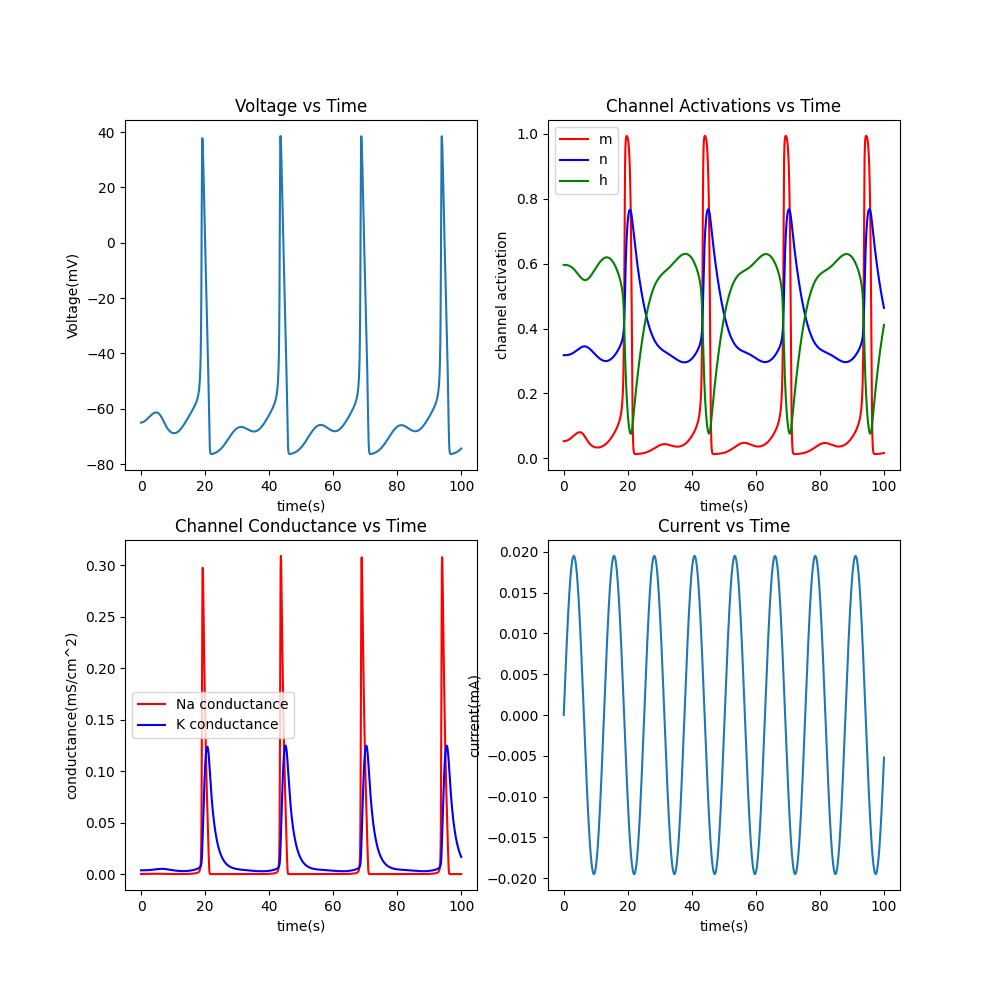 Voltage vs Time
40
20
0
−20
−40
−60
−80
Voltage(mV)
0 20 40 60 80 100
time(s)
Channel Activations vs Time
m
n
h
1.0
0.8
0.6
0.4
0.2
0.0
channel activation
0 20 40 60 80 100
time(s)
Channel Conductance vs Time
0.30
0.25
0.20
0.15
0.10
0.05
0.00
conductance(mS/cm^2)
Na conductance
K conductance
0 20 40 60 80 100
time(s)
Current vs Time
0.020
0.015
0.010
0.005
0.000
−0.005
−0.010
−0.015
−0.020
current(mA)
0 20 40 60 80 100
time(s)